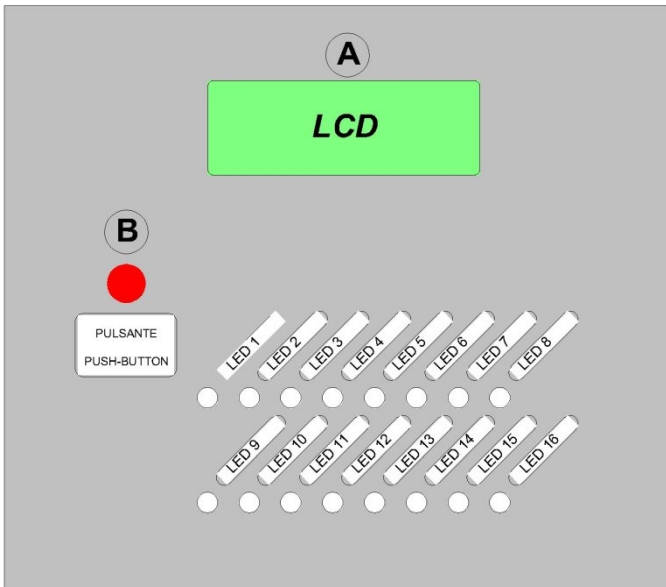 A
LCD
B
PULSANTE
PUSH-BUTTON
LED 1
LED 2
LED 3
LED 4
LED 5
LED 6
LED 7
LED 8
LED 9
LED 10
LED 11
LED 12
LED 13
LED 14
LED 15
LED 16